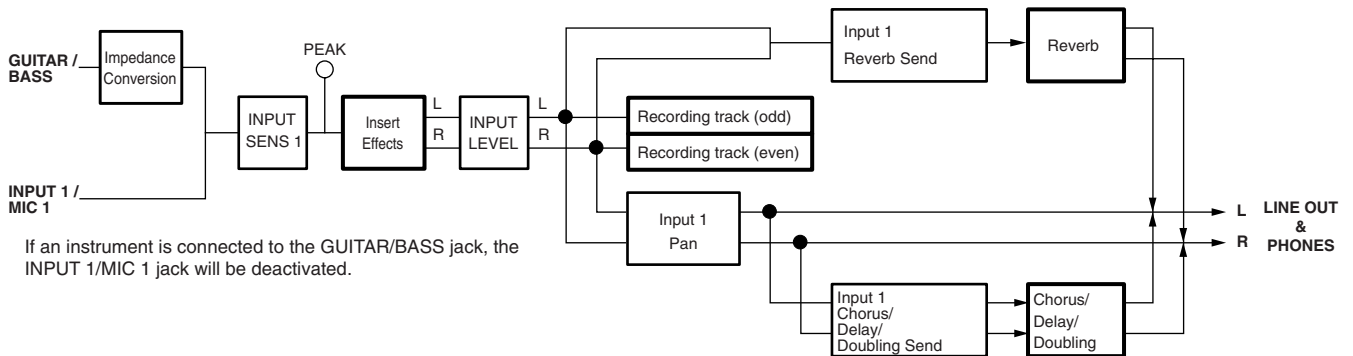 GUITAR /
BASS
Impedance
Conversion
PEAK
INPUT
SENS 1
Insert
Effects
L
R
INPUT
LEVEL
L
R
Input 1
Reverb Send
Reverb
Recording track (odd)
Recording track (even)
INPUT 1 /
MIC 1
Input 1
Pan
L
R
LINE OUT
&
PHONES
If an instrument is connected to the GUITAR/BASS jack, the
INPUT 1/MIC 1 jack will be deactivated.
Input 1
Chorus/
Delay/
Doubling Send
Chorus/
Delay/
Doubling